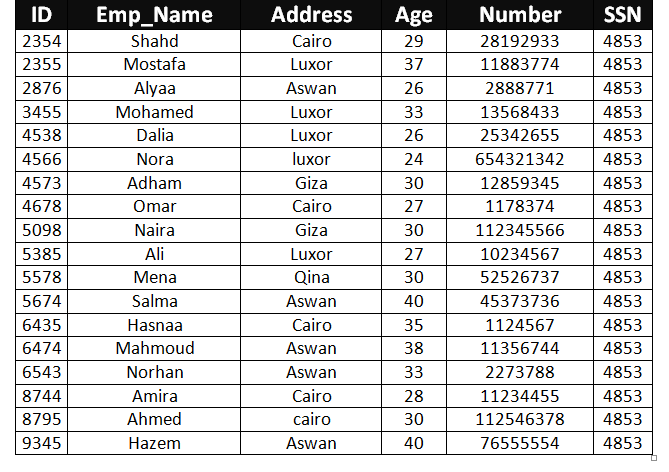 ID Emp_Name Address Age Number SSN
2354 Shahd Cairo 29 28192933 4853
2355 Mostafa Luxor 37 11883774 4853
2876 Alyaa Aswan 26 2888771 4853
3455 Mohamed Luxor 33 13568433 4853
4538 Dalia Luxor 26 25342655 4853
4566 Nora luxor 24 654321342 4853
4573 Adham Giza 30 12859345 4853
4678 Omar Cairo 27 1178374 4853
5098 Naira Giza 30 112345566 4853
5385 Ali Luxor 27 10234567 4853
5578 Mena Qina 30 52526737 4853
5674 Salma Aswan 40 45373736 4853
6435 Hasnaa Cairo 35 1124567 4853
6474 Mahmoud Aswan 38 11356744 4853
6543 Norhan Aswan 33 2273788 4853
8744 Amira Cairo 28 11234455 4853
8795 Ahmed cairo 30 112546378 4853
9345 Hazem Aswan 40 76555554 4853